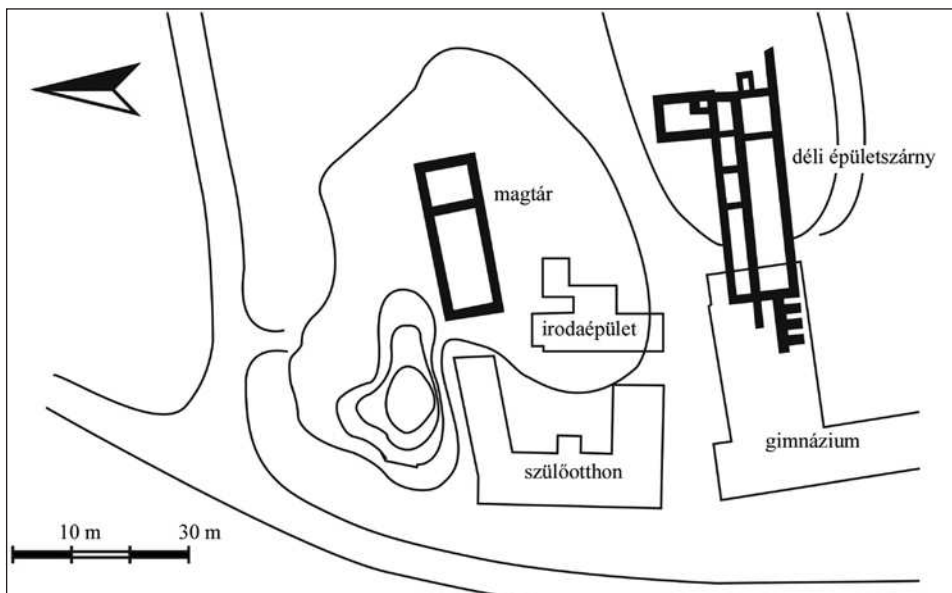 déli épületszárny
magtár
irodaépület
gimnázium
szülőotthon
10 m
30 m